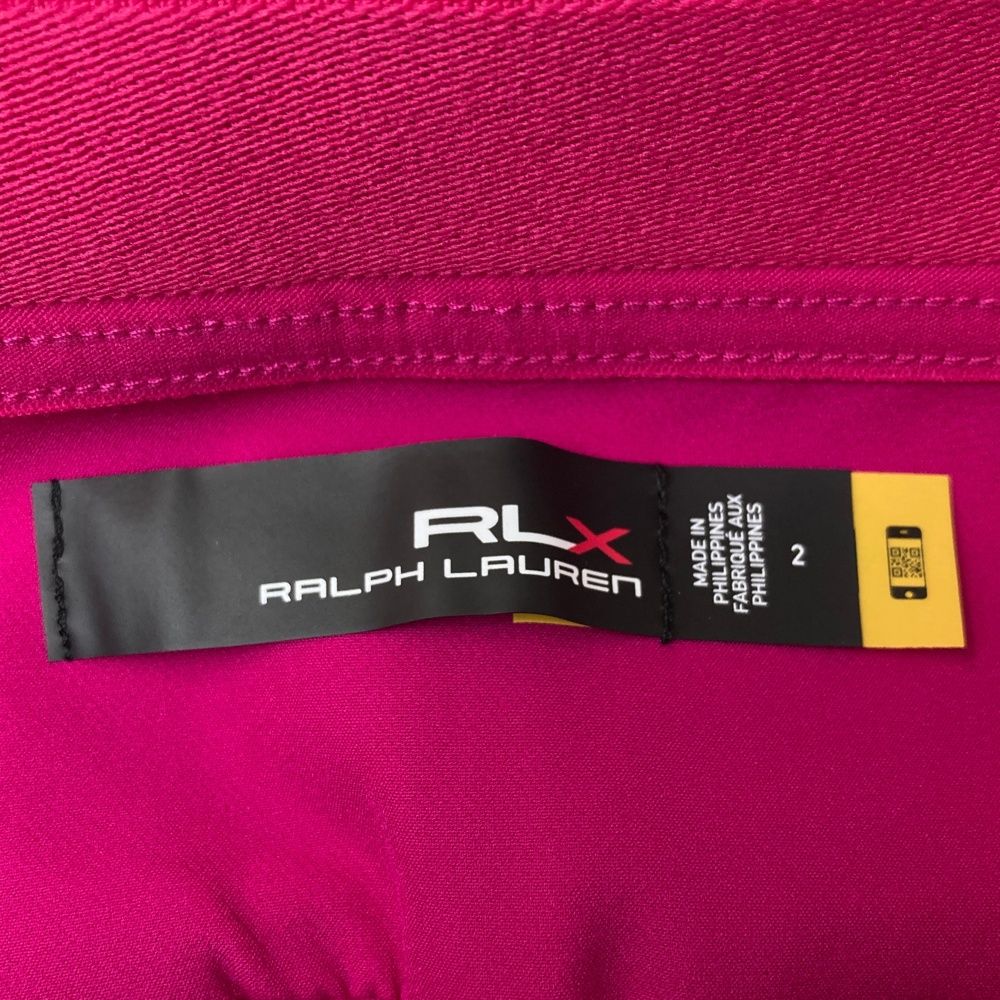 RLX
RALPH LAUREN
MADE IN
PHILIPPINES
FABRIQUÉ AUX
PHILIPPINES
2